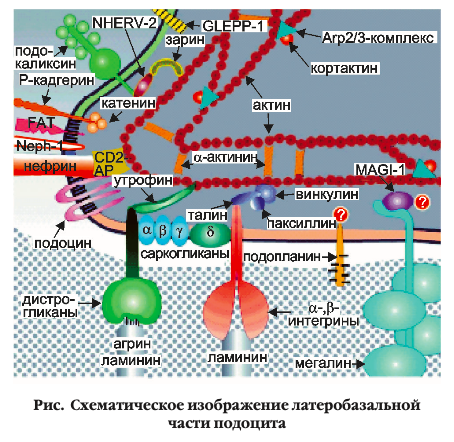 NHERV-2
GLEPP-1
зарин
подо-
каликсин
Arp2/3-комплекс
кортактин
Р-кадгерин
катенин
актин
FAT
Neph-1
нефрин
CD2-
AP
α-актинин
MAGI-1
утрофин
винкулин
?
талин
паксиллин
?
подоцин
α β γ δ
саркогликаны
подопланин
дистро-
гликаны
α-,β-
интегрины
агрин
ламинин
ламинин
мегалин
Рис. Схематическое изображение латеробазальной
части подоцита